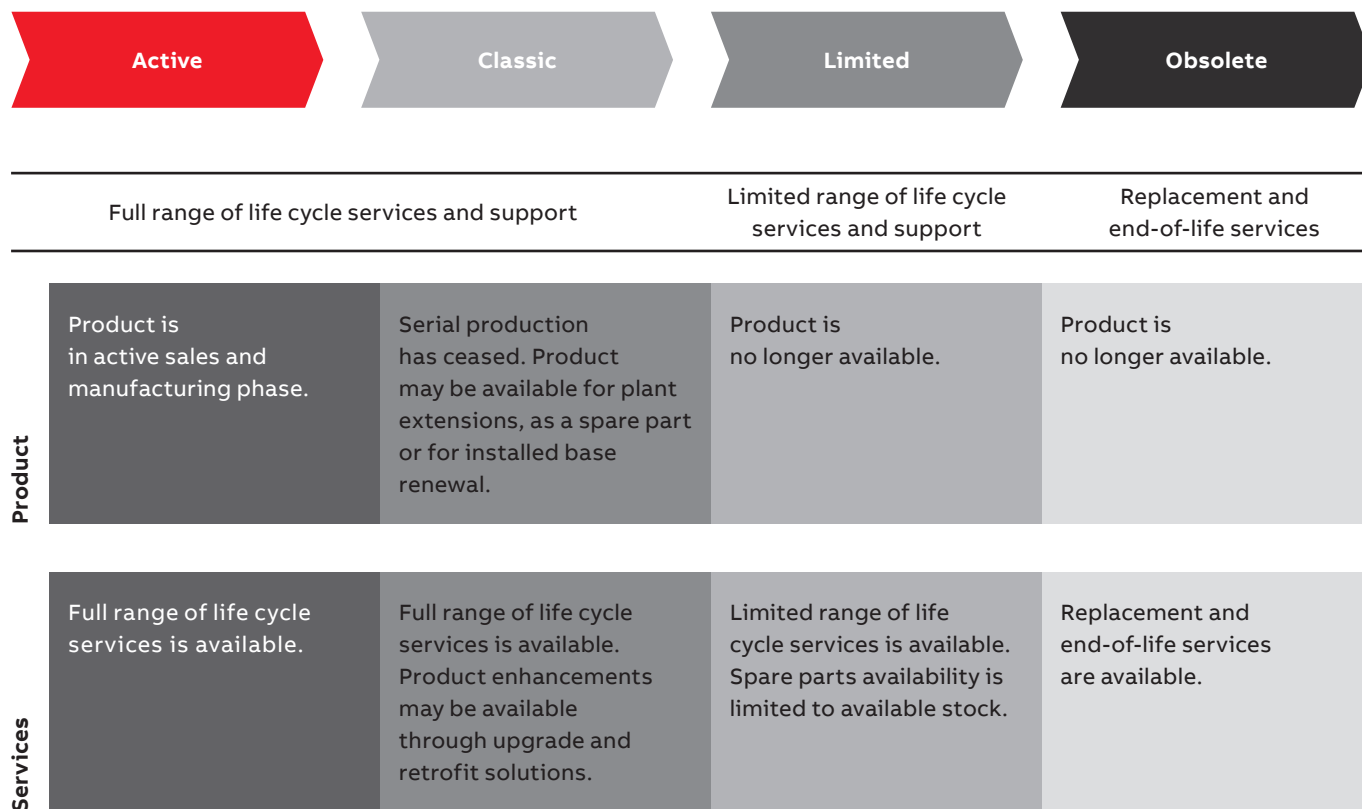 Active
Classic
Limited
Obsolete
Full range of life cycle services and support
Limited range of life cycle
services and support
Replacement and
end-of-life services
Product
Product is
in active sales and
manufacturing phase.
Serial production
has ceased. Product
may be available for plant
extensions, as a spare part
or for installed base
renewal.
Product is
no longer available.
Product is
no longer available.
Services
Full range of life cycle
services is available.
Full range of life cycle
services is available.
Product enhancements
may be available
through upgrade and
retrofit solutions.
Limited range of life
cycle services is available.
Spare parts availability is
limited to available stock.
Replacement and
end-of-life services
are available.